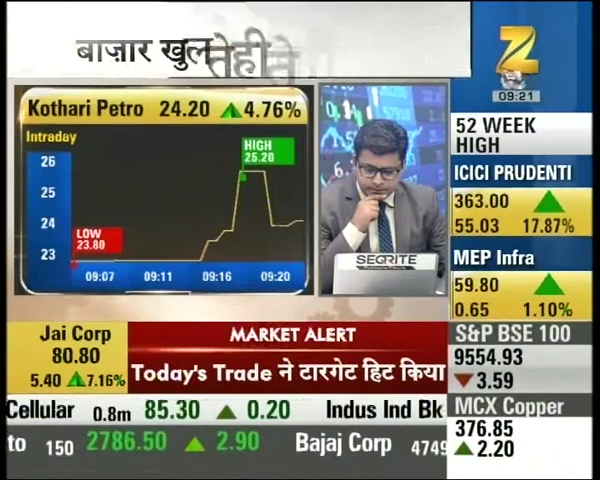 बाज़ार खुलते ही
09:21
Kothari Petro 24.20 ▲ 4.76%
Intraday
26
25
24
23
HIGH
25.20
LOW
23.80
09:07 09:11 09:16 09:20
SEQRITE
52 WEEK
HIGH
ICICI PRUDENTI
363.00
55.03 17.87%
MEP Infra
59.80
0.65 1.10%
Jai Corp
80.80
5.40 ▲ 7.16%
MARKET ALERT
Today's Trade ने टारगेट हिट किया
S&P BSE 100
9554.93
▼ 3.59
MCX Copper
376.85
▲ 2.20
Cellular 0.8m 85.30 ▲ 0.20 Indus Ind Bk
to 150 2786.50 ▲ 2.90 Bajaj Corp 4749